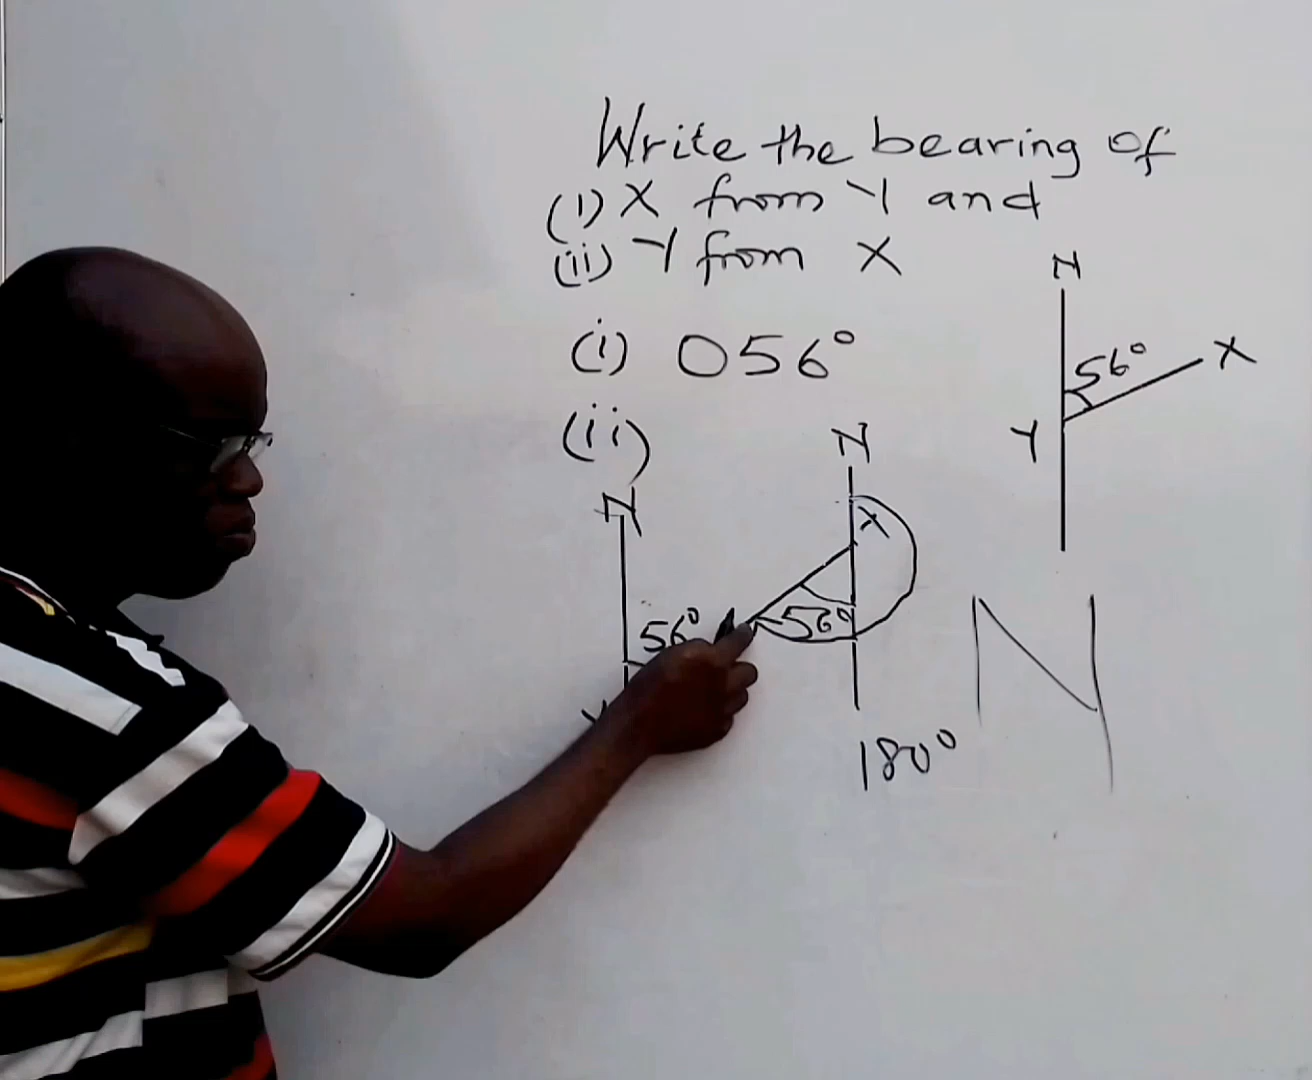 Write the bearing of
(i) X from Y and
(ii) Y from X
N
(i) 056°
56° X
Y
(ii)
N
N
X
56°
56°
Y
N
180°